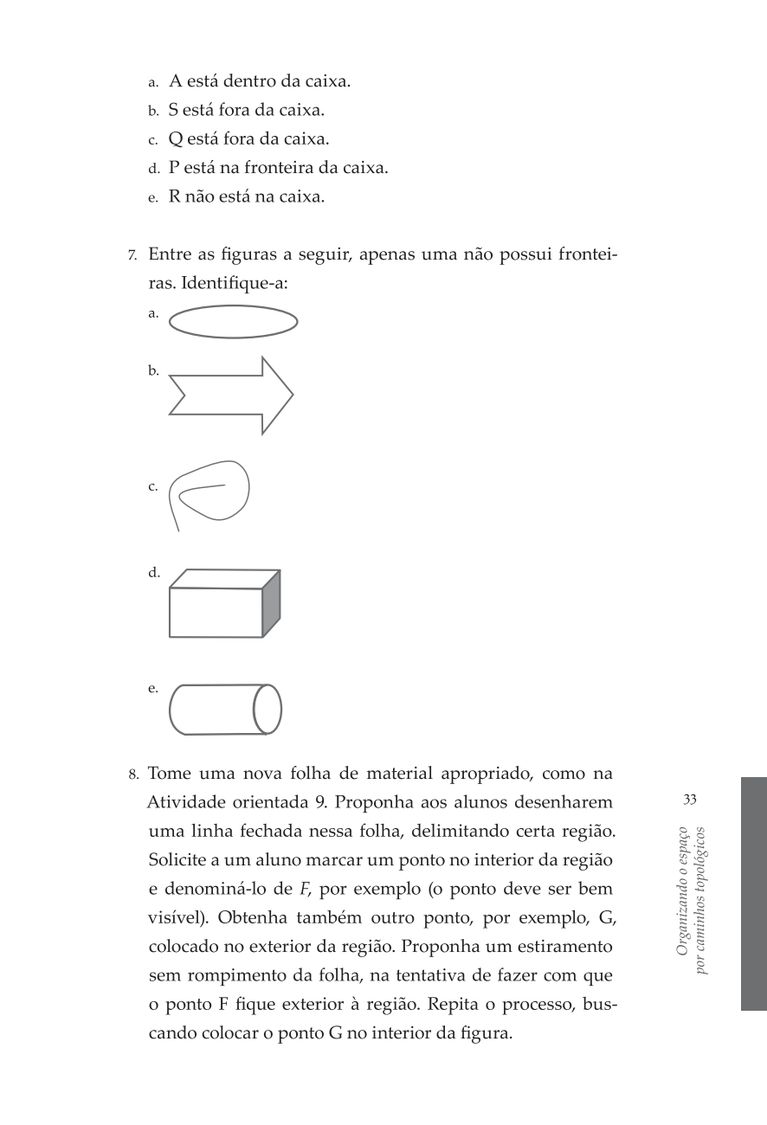 a. A está dentro da caixa.
b. S está fora da caixa.
c. Q está fora da caixa.
d. P está na fronteira da caixa.
e. R não está na caixa.
7. Entre as figuras a seguir, apenas uma não possui frontei-
ras. Identifique-a:
a.
b.
c.
d.
e.
8. Tome uma nova folha de material apropriado, como na
Atividade orientada 9. Proponha aos alunos desenharem
uma linha fechada nessa folha, delimitando certa região.
Solicite a um aluno marcar um ponto no interior da região
e denominá-lo de F, por exemplo (o ponto deve ser bem
visível). Obtenha também outro ponto, por exemplo, G,
colocado no exterior da região. Proponha um estiramento
sem rompimento da folha, na tentativa de fazer com que
o ponto F fique exterior à região. Repita o processo, bus-
cando colocar o ponto G no interior da figura.
33
Organizando o espaço
por caminhos topológicos